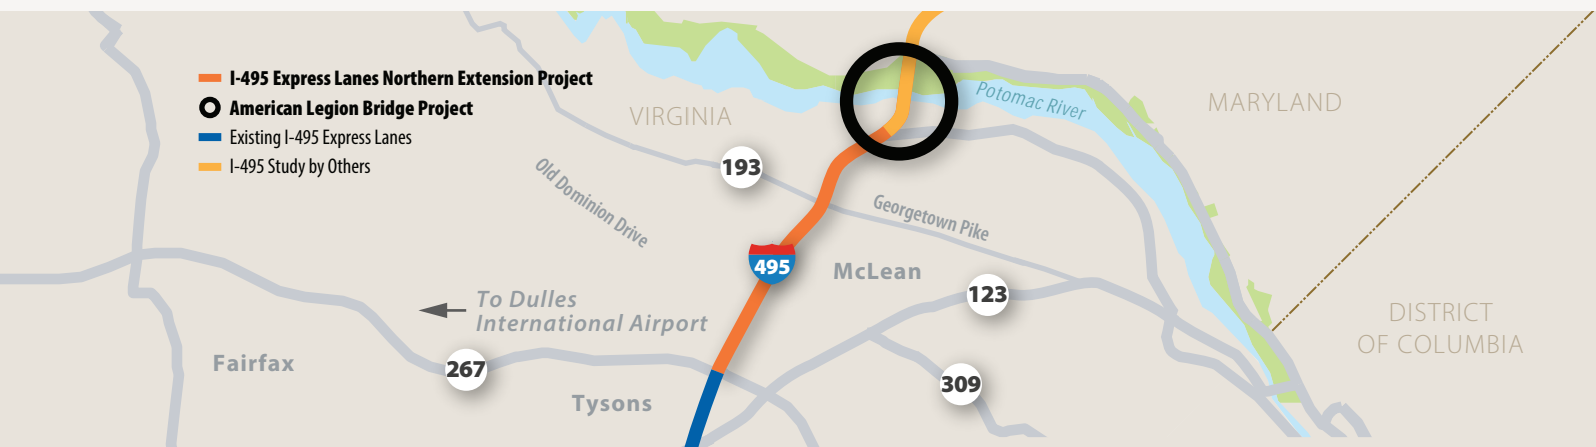 I-495 Express Lanes Northern Extension Project
American Legion Bridge Project
Existing I-495 Express Lanes
I-495 Study by Others
VIRGINIA
Potomac River
MARYLAND
193
Old Dominion Drive
Georgetown Pike
495
McLean
123
To Dulles
International Airport
DISTRICT
OF COLUMBIA
Fairfax
267
309
Tysons